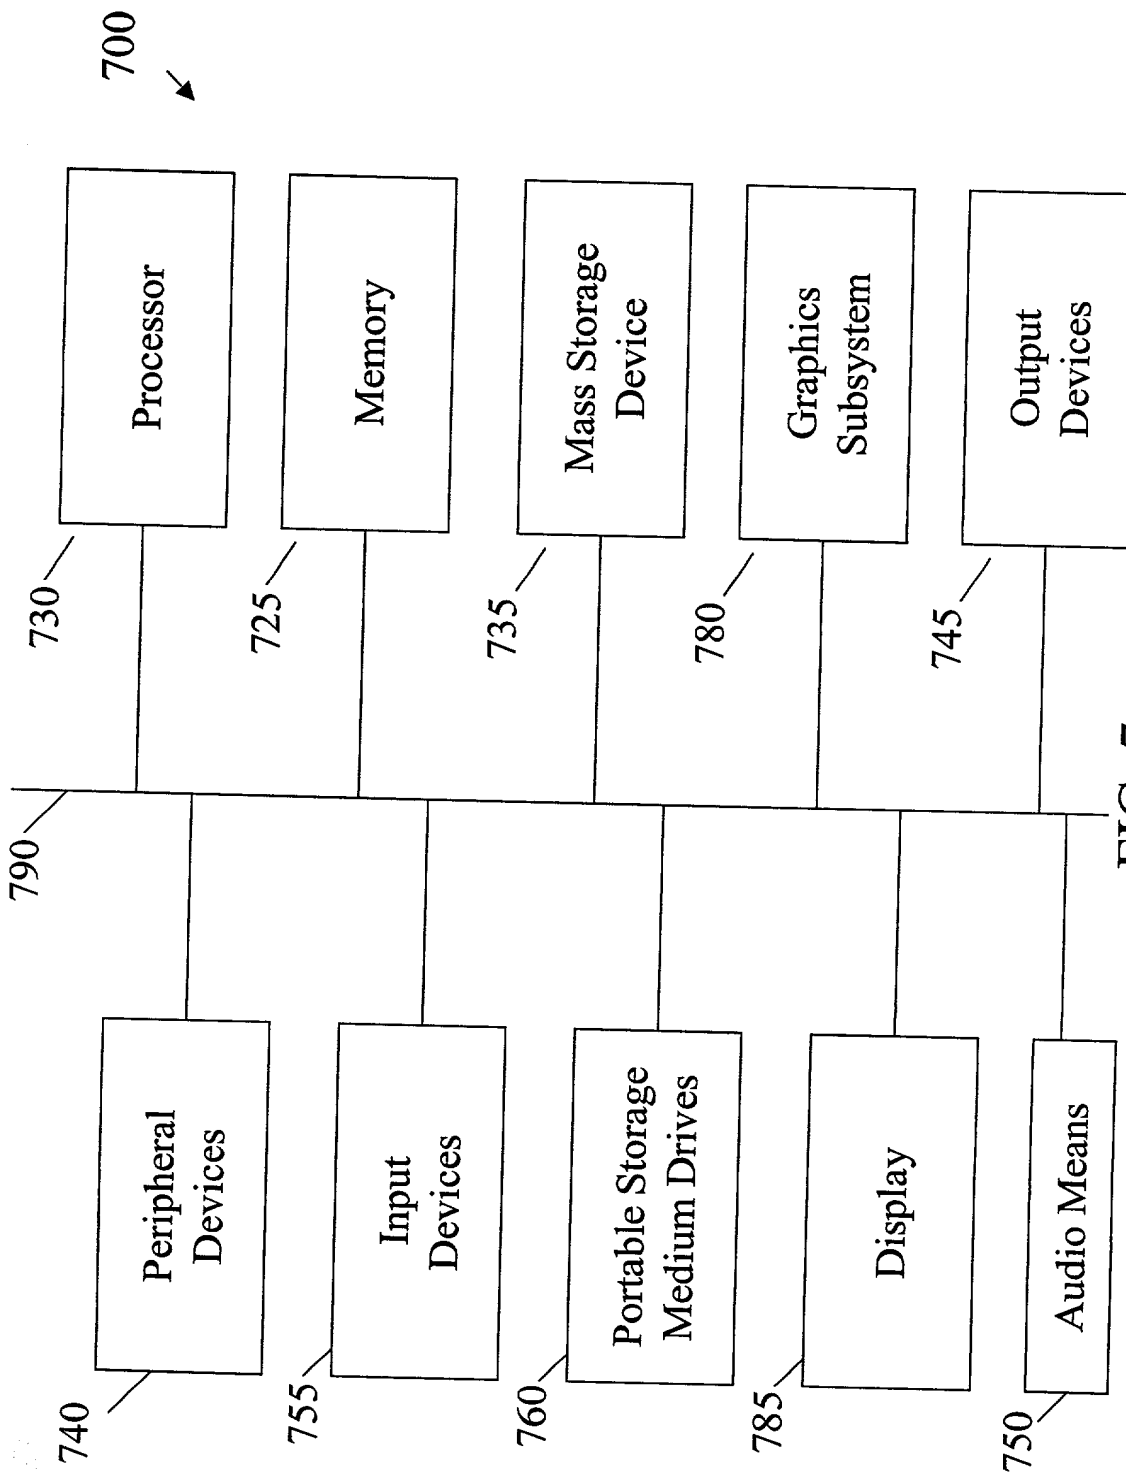 790
730
740
700
Peripheral
Devices
Processor
725
755
Memory
Input
Devices
735
760
Mass Storage
Device
Portable Storage
Medium Drives
780
785
Graphics
Subsystem
Display
745
750
Output
Devices
Audio Means
FIG.